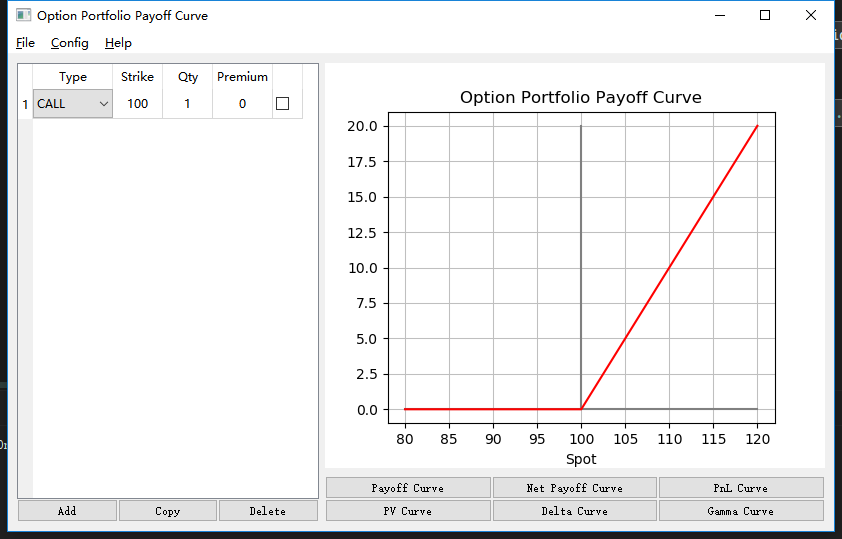 Option Portfolio Payoff Curve
File Config Help
Type Strike Qty Premium
1 CALL 100 1 0
Option Portfolio Payoff Curve
20.0
17.5
15.0
12.5
10.0
7.5
5.0
2.5
0.0
80 85 90 95 100 105 110 115 120
Spot
Payoff Curve Net Payoff Curve PnL Curve
Add Copy Delete PV Curve Delta Curve Gamma Curve